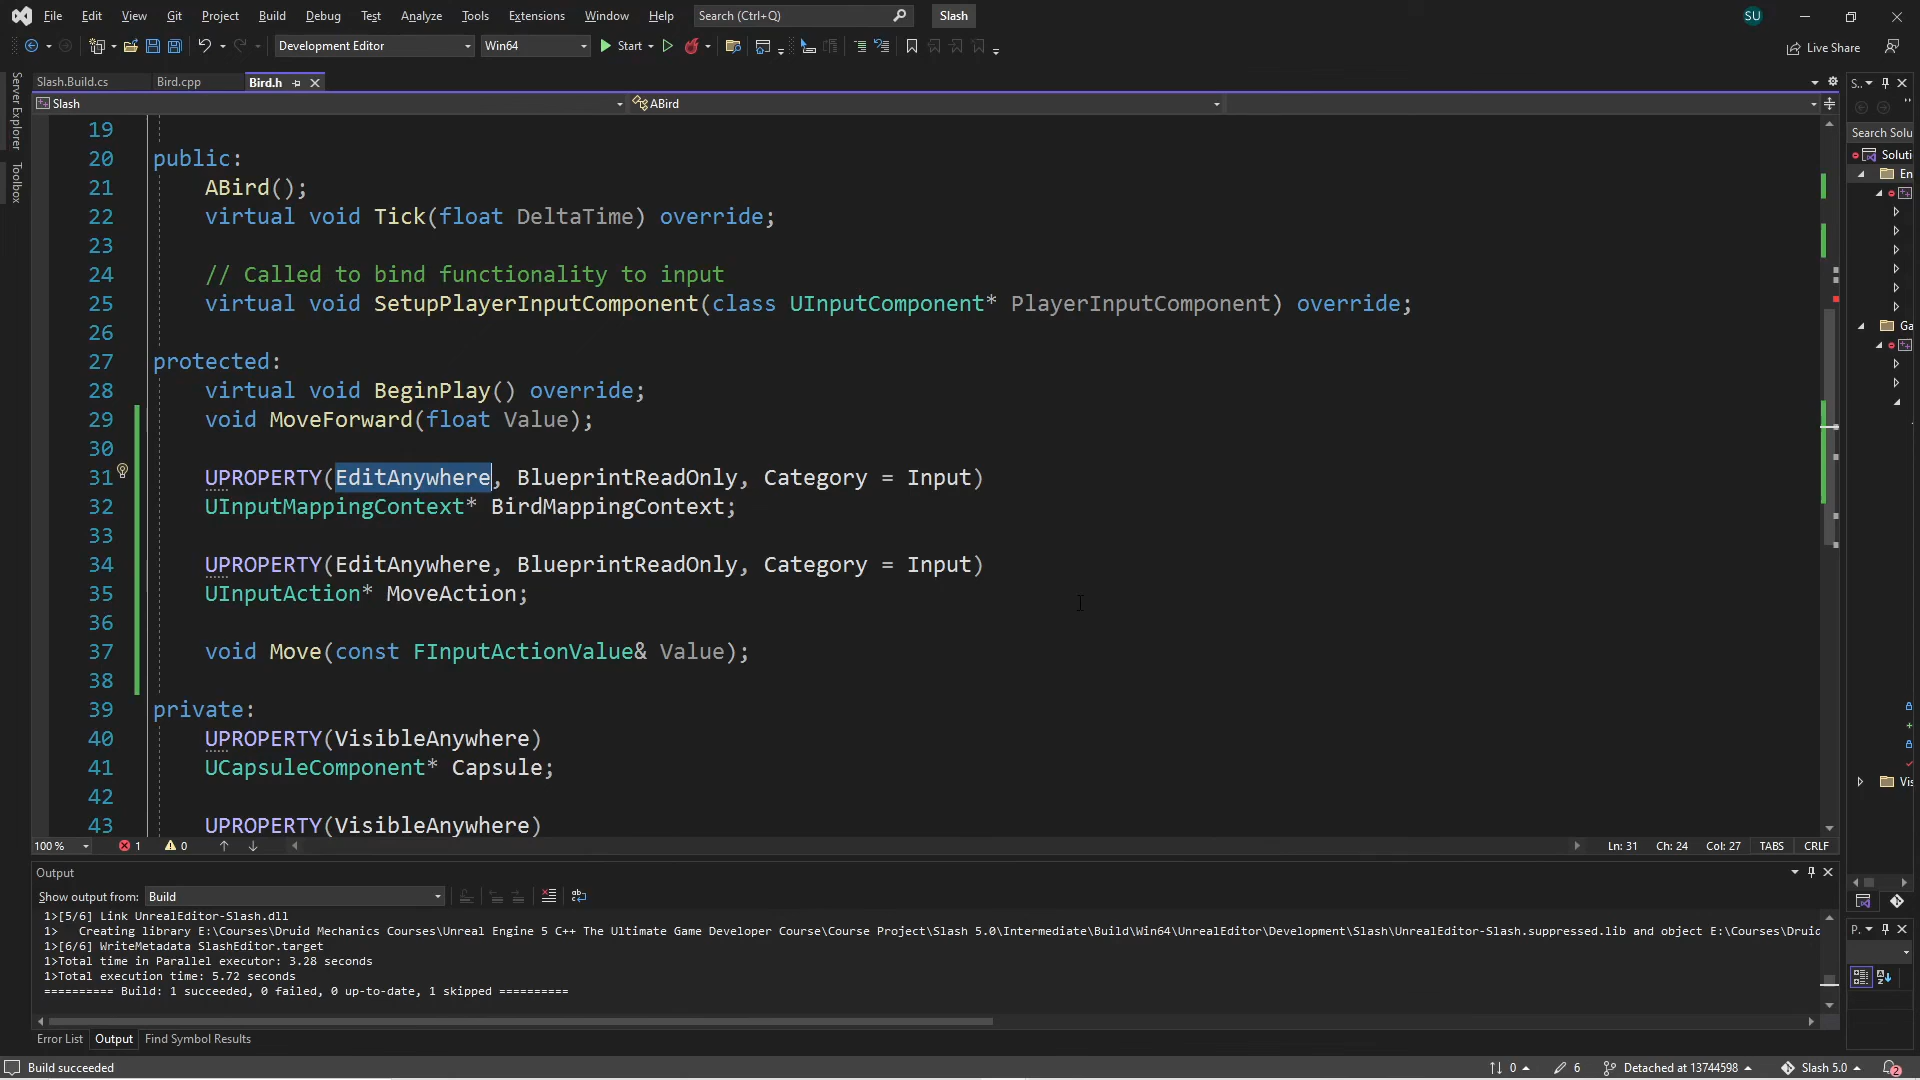 File Edit View Git Project Build Debug Test Analyze Tools Extensions Window Help Search (Ctrl+Q) Slash SU
Development Editor Win64 Start Live Share
Server Explorer
Toolbox
Slash.Build.cs Bird.cpp Bird.h
Slash ABird
19
20 public:
21 ABird();
22 virtual void Tick(float DeltaTime) override;
23
24 // Called to bind functionality to input
25 virtual void SetupPlayerInputComponent(class UInputComponent* PlayerInputComponent) override;
26
27 protected:
28 virtual void BeginPlay() override;
29 void MoveForward(float Value);
30
31 UPROPERTY(EditAnywhere, BlueprintReadOnly, Category = Input)
32 UInputMappingContext* BirdMappingContext;
33
34 UPROPERTY(EditAnywhere, BlueprintReadOnly, Category = Input)
35 UInputAction* MoveAction;
36
37 void Move(const FInputActionValue& Value);
38
39 private:
40 UPROPERTY(VisibleAnywhere)
41 UCapsuleComponent* Capsule;
42
43 UPROPERTY(VisibleAnywhere)
100 % 1 0 Ln: 31 Ch: 24 Col: 27 TABS CRLF
S..
Search Solu
Soluti
En
Ga
Vis
P..
Output
Show output from: Build
1>[5/6] Link UnrealEditor-Slash.dll
1> Creating library E:\Courses\Druid Mechanics Courses\Unreal Engine 5 C++ The Ultimate Game Developer Course\Course Project\Slash 5.0\Intermediate\Build\Win64\UnrealEditor\Development\Slash\UnrealEditor-Slash.suppressed.lib and object E:\Courses\Druid
1>[6/6] WriteMetadata SlashEditor.target
1>Total time in Parallel executor: 3.28 seconds
1>Total execution time: 5.72 seconds
========== Build: 1 succeeded, 0 failed, 0 up-to-date, 1 skipped ==========
Error List Output Find Symbol Results
Build succeeded 0 6 Detached at 13744598 Slash 5.0 2